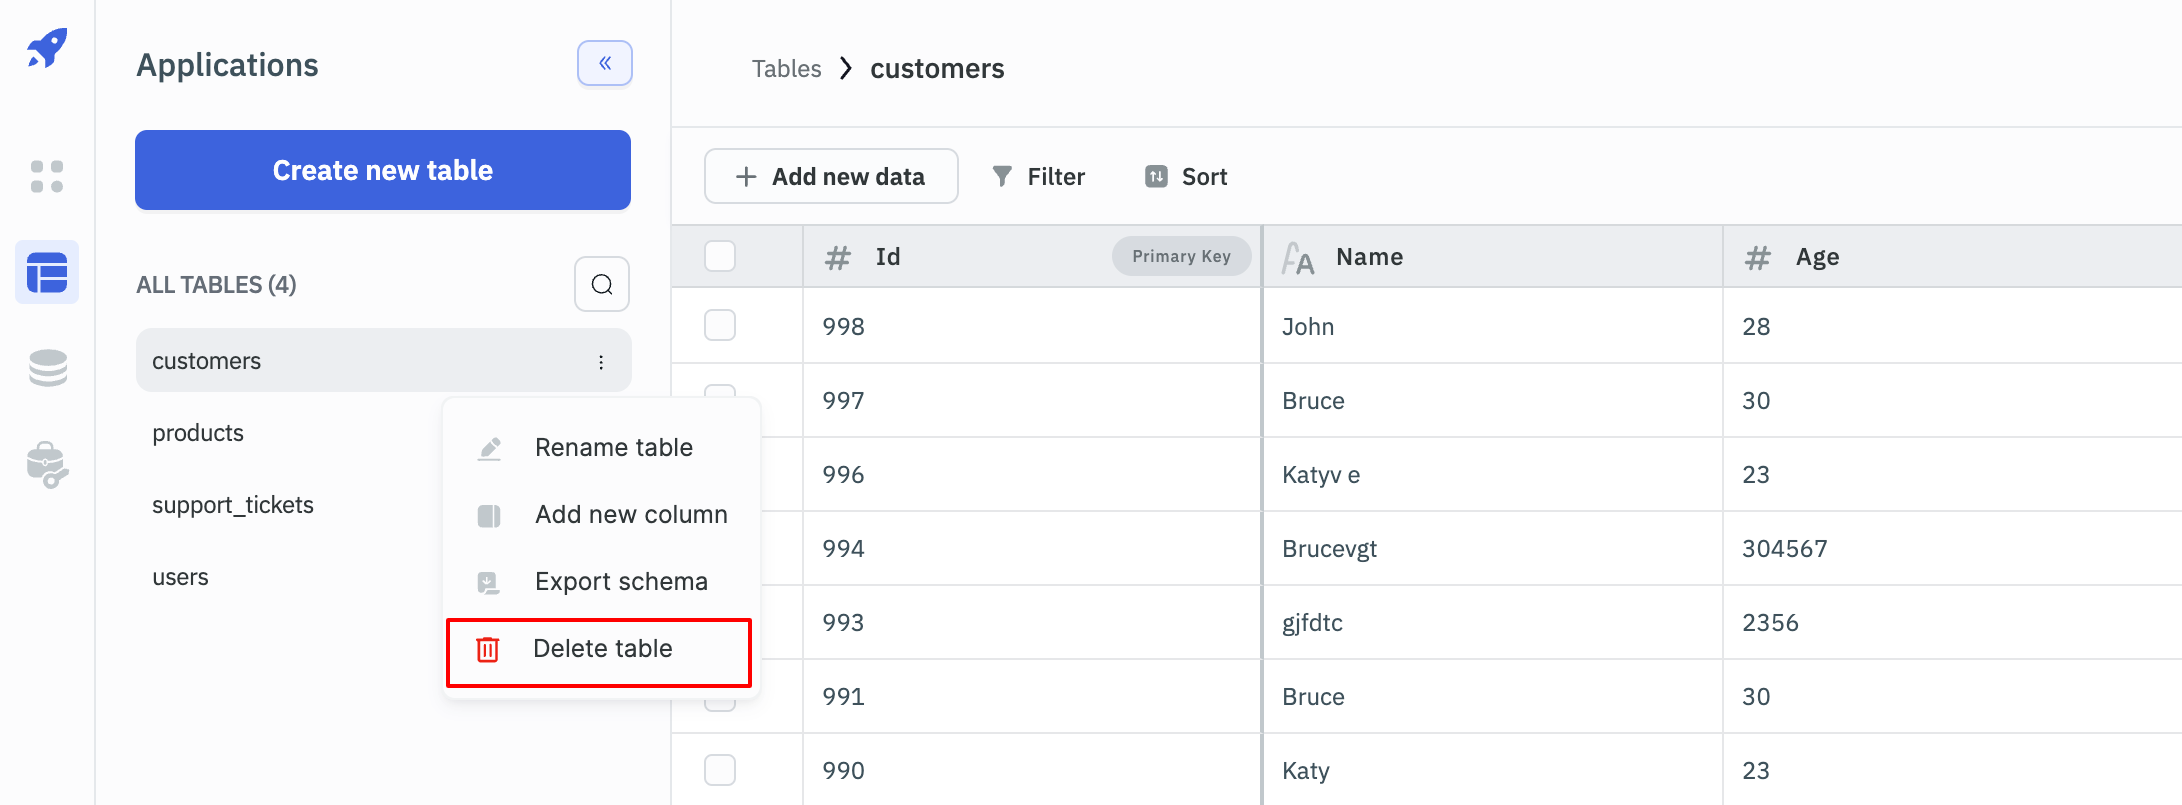 Applications
Create new table
ALL TABLES (4)
customers
products
support_tickets
users
Rename table
Add new column
Export schema
Delete table
Tables > customers
+ Add new data Filter Sort
# Id Primary Key AA Name # Age
998 John 28
997 Bruce 30
996 Katyv e 23
994 Brucevgt 304567
993 gjfdtc 2356
991 Bruce 30
990 Katy 23